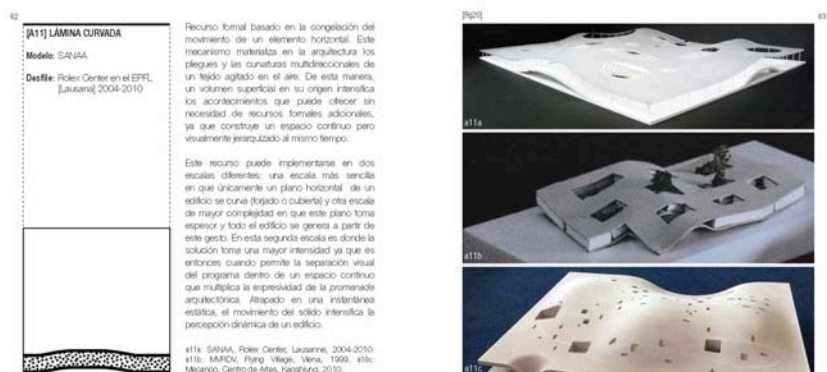 62
[A11] LÁMINA CURVADA
Modelo: SANAA
Desfile: Rolex Center en el EPFL
[Lausana] 2004-2010
Recurso formal basado en la congelación del
movimiento de un elemento horizontal. Este
mecanismo materializa en la arquitectura los
pliegues y las curvaturas multidireccionales de
un tejido agitado en el aire. De esta manera,
un volumen superficial en su origen intensifica
los acontecimientos que puede ofrecer sin
necesidad de recursos formales adicionales,
ya que construye un espacio continuo pero
visualmente jerarquizado al mismo tiempo.
Este recurso puede implementarse en dos
escalas diferentes: una escala más sencilla
en que únicamente un plano horizontal de un
edificio se curva (forjado o cubierta) y otra escala
de mayor complejidad en que este plano toma
espesor y todo el edificio se genera a partir de
este gesto. En esta segunda escala es donde la
solución toma una mayor intensidad ya que es
entonces cuando permite la separación visual
del programa dentro de un espacio continuo
que multiplica la expresividad de la promenade
arquitectónica. Atrapado en una instantánea
estática, el movimiento del sólido intensifica la
percepción dinámica de un edificio.
a11a: SANAA, Rolex Center, Lausanne, 2004-2010.
a11b: MVRDV, Flying Village, Viena, 1999. a11c:
Mecanoo, Centro de Artes, Kaoshiung, 2010.
[Fig20]
63
a11a
a11b
a11c